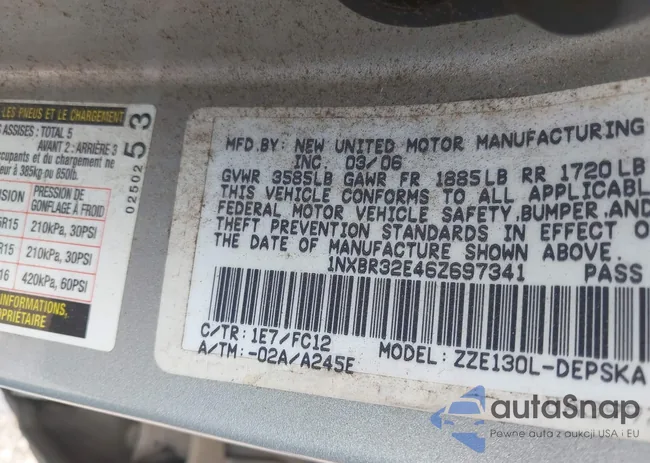 LES PNEUS ET LE CHARGEMENT
ASSISES : TOTAL 5
AVANT 2 : ARRIÈRE 3
occupants et du chargement ne
à 385kg ou 850lb.
PRESSION DE
GONFLAGE À FROID
R15 210kPa, 30PSI
R15 210kPa, 30PSI
16 420kPa, 60PSI
INFORMATIONS,
53
02502
MFD.BY: NEW UNITED MOTOR MANUFACTURING
INC. 03/06
GVWR 3585LB GAWR FR 1885LB RR 1720LB
THIS VEHICLE CONFORMS TO ALL APPLICABLE
FEDERAL MOTOR VEHICLE SAFETY,BUMPER,AND
THEFT PREVENTION STANDARDS IN EFFECT O
THE DATE OF MANUFACTURE SHOWN ABOVE.
1NXBR32E46Z697341 PASS
C/TR: 1E7/FC12
A/TM: -02A/A245E
MODEL: ZZE130L-DEPSKA
autaSnap
Pewne auta z aukcji USA i EU